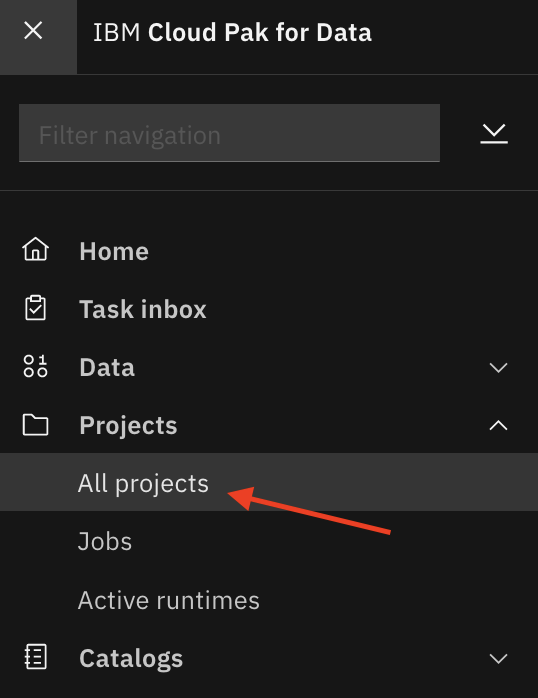 IBM Cloud Pak for Data
Filter navigation
Home
Task inbox
Data
Projects
All projects
Jobs
Active runtimes
Catalogs